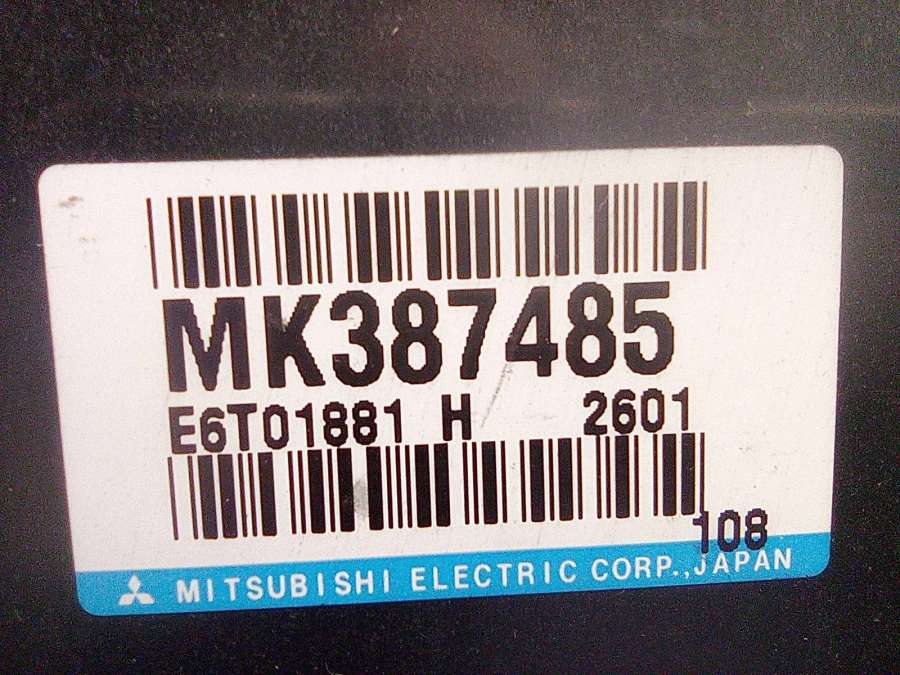 MK387485
E6T01881 H 2601
108
MITSUBISHI ELECTRIC CORP.,JAPAN